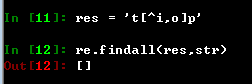 In [11]: res = 't[^i,o]p'
In [12]: re.findall(res,str)
Out[12]: []